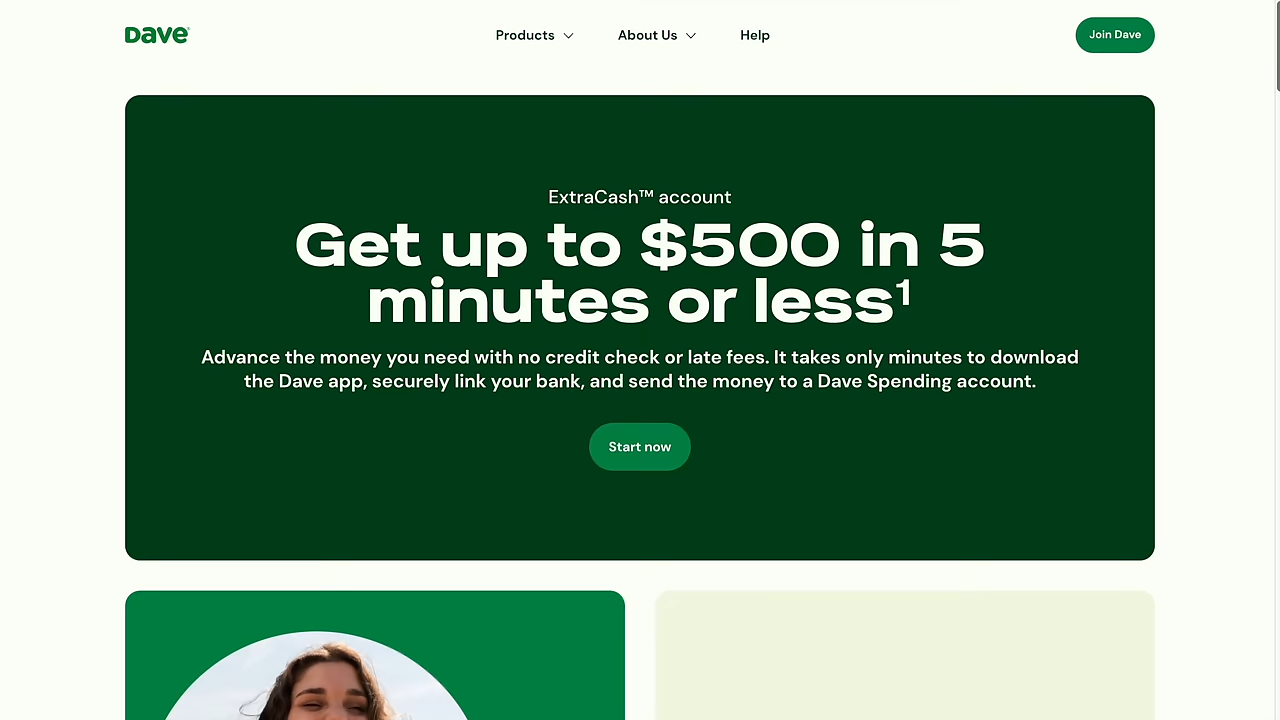 Dave
Products
About Us
Help
Join Dave
ExtraCash™ account
Get up to $500 in 5
minutes or less¹
Advance the money you need with no credit check or late fees. It takes only minutes to download
the Dave app, securely link your bank, and send the money to a Dave Spending account.
Start now